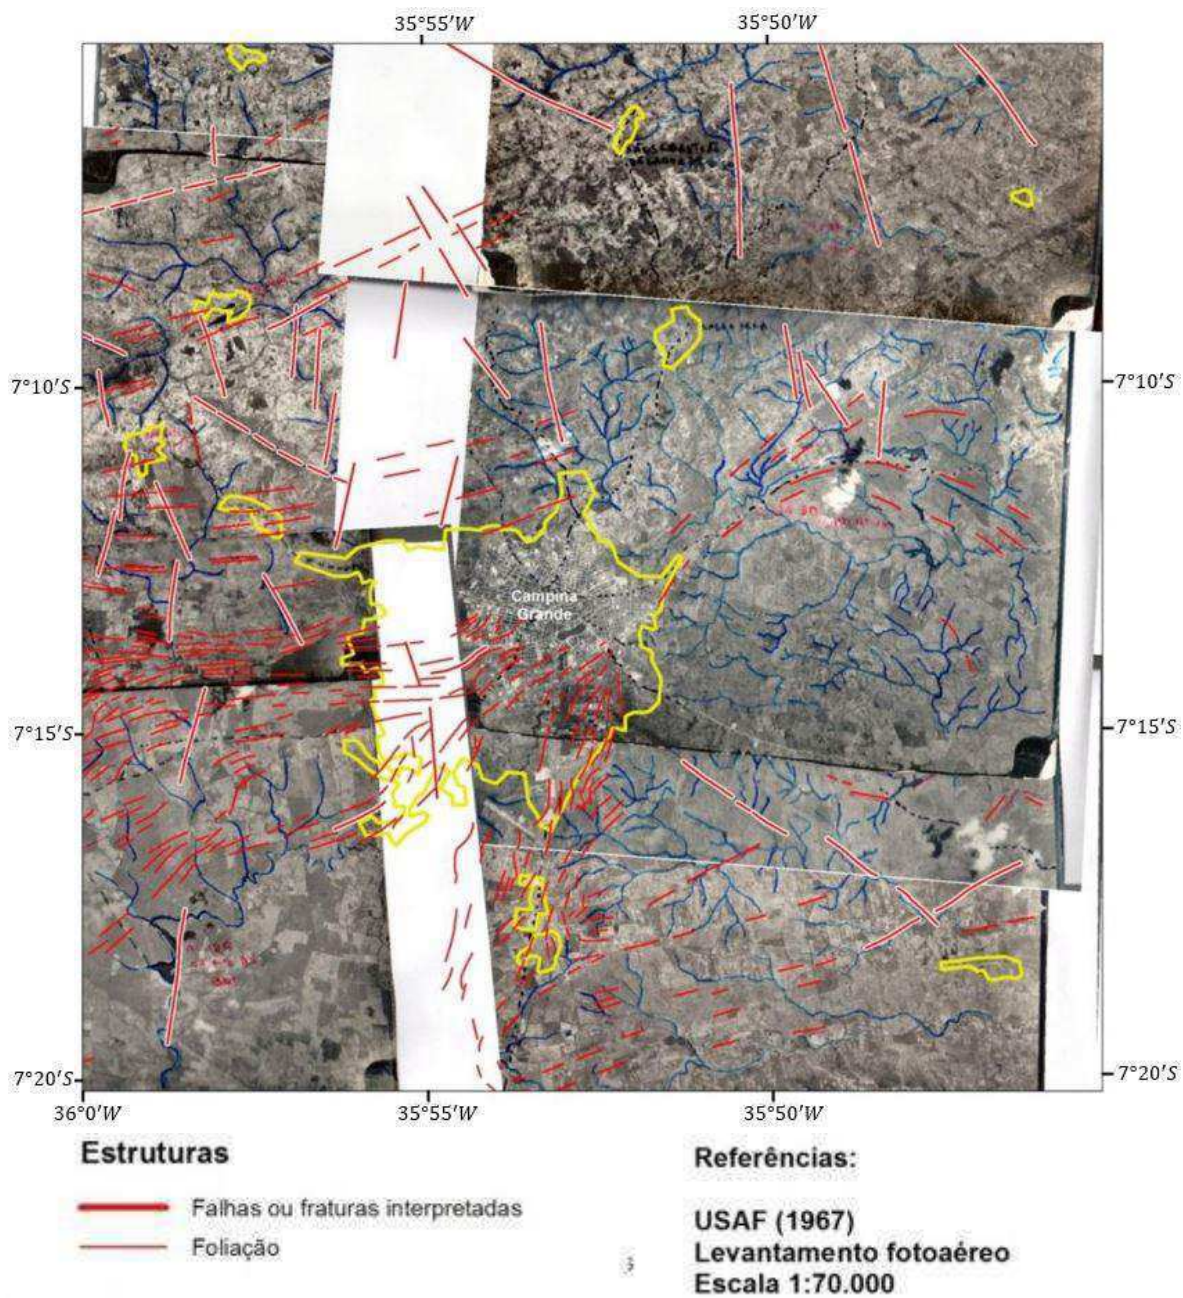 35°55'W
35°50'W
7°10'S
7°10'S
Campina
Grande
7°15'S
7°15'S
7°20'S
7°20'S
36°0'W
35°55'W
35°50'W
Estruturas
Falhas ou fraturas interpretadas
Foliação
Referências:
USAF (1967)
Levantamento fotoaéreo
Escala 1:70.000